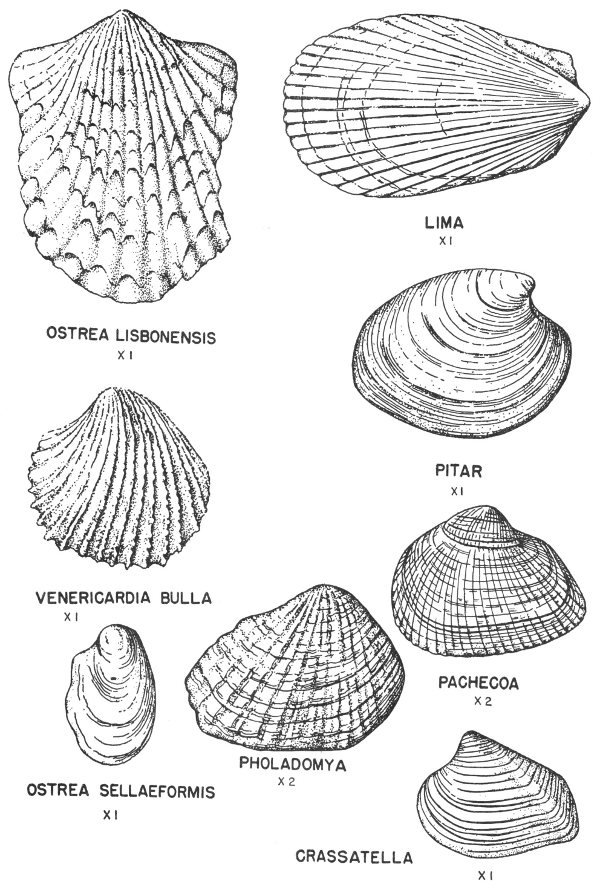 OSTREA LISBONENSIS
X1
LIMA
X1
PITAR
X1
VENERICARDIA BULLA
X1
PACHECOA
X2
PHOLADOMYA
X2
OSTREA SELLAEFORMIS
X1
CRASSATELLA
X1